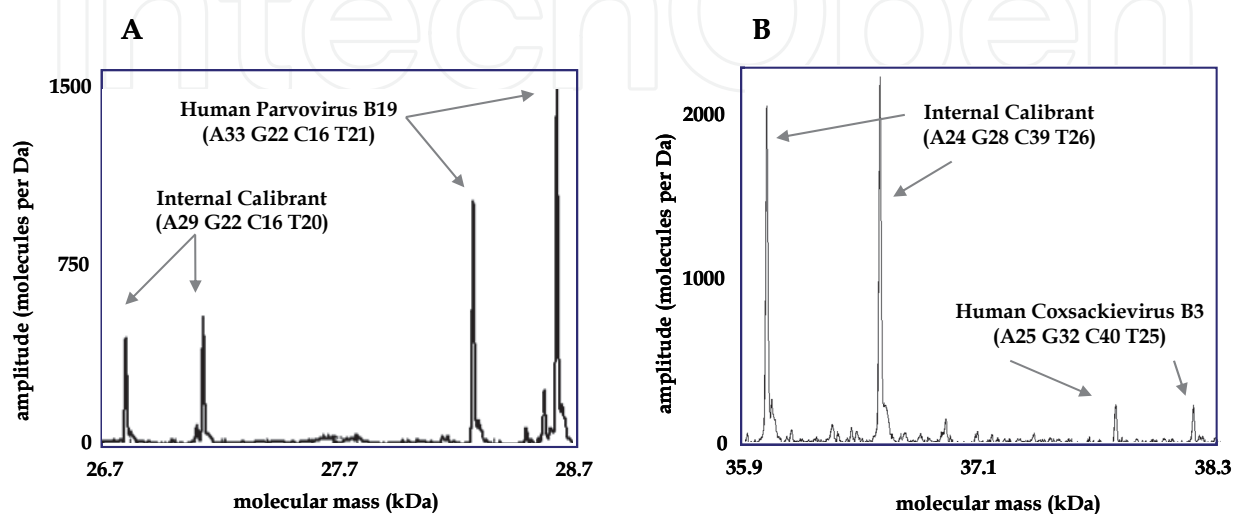 A
1500
750
0
amplitude (molecules per Da)
Human Parvovirus B19
(A33 G22 C16 T21)
Internal Calibrant
(A29 G22 C16 T20)
26.7
27.7
28.7
molecular mass (kDa)
B
2000
1000
0
amplitude (molecules per Da)
Internal Calibrant
(A24 G28 C39 T26)
Human Coxsackievirus B3
(A25 G32 C40 T25)
35.9
37.1
38.3
molecular mass (kDa)